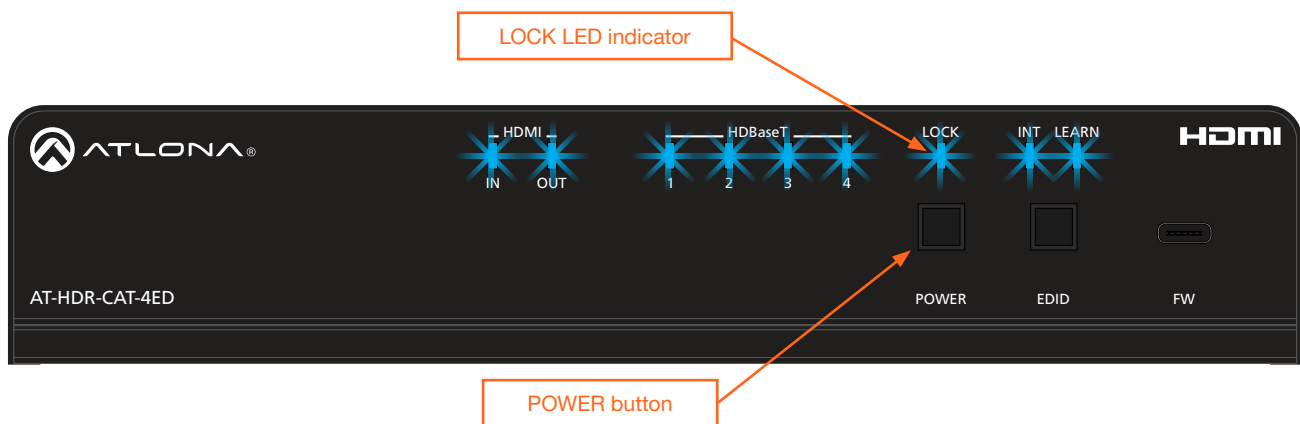 LOCK LED indicator
HDMI
HDBaseT
LOCK
INT LEARN
HDMI
ATLONA®
IN
OUT
1
2
3
4
AT-HDR-CAT-4ED
POWER
EDID
FW
POWER button